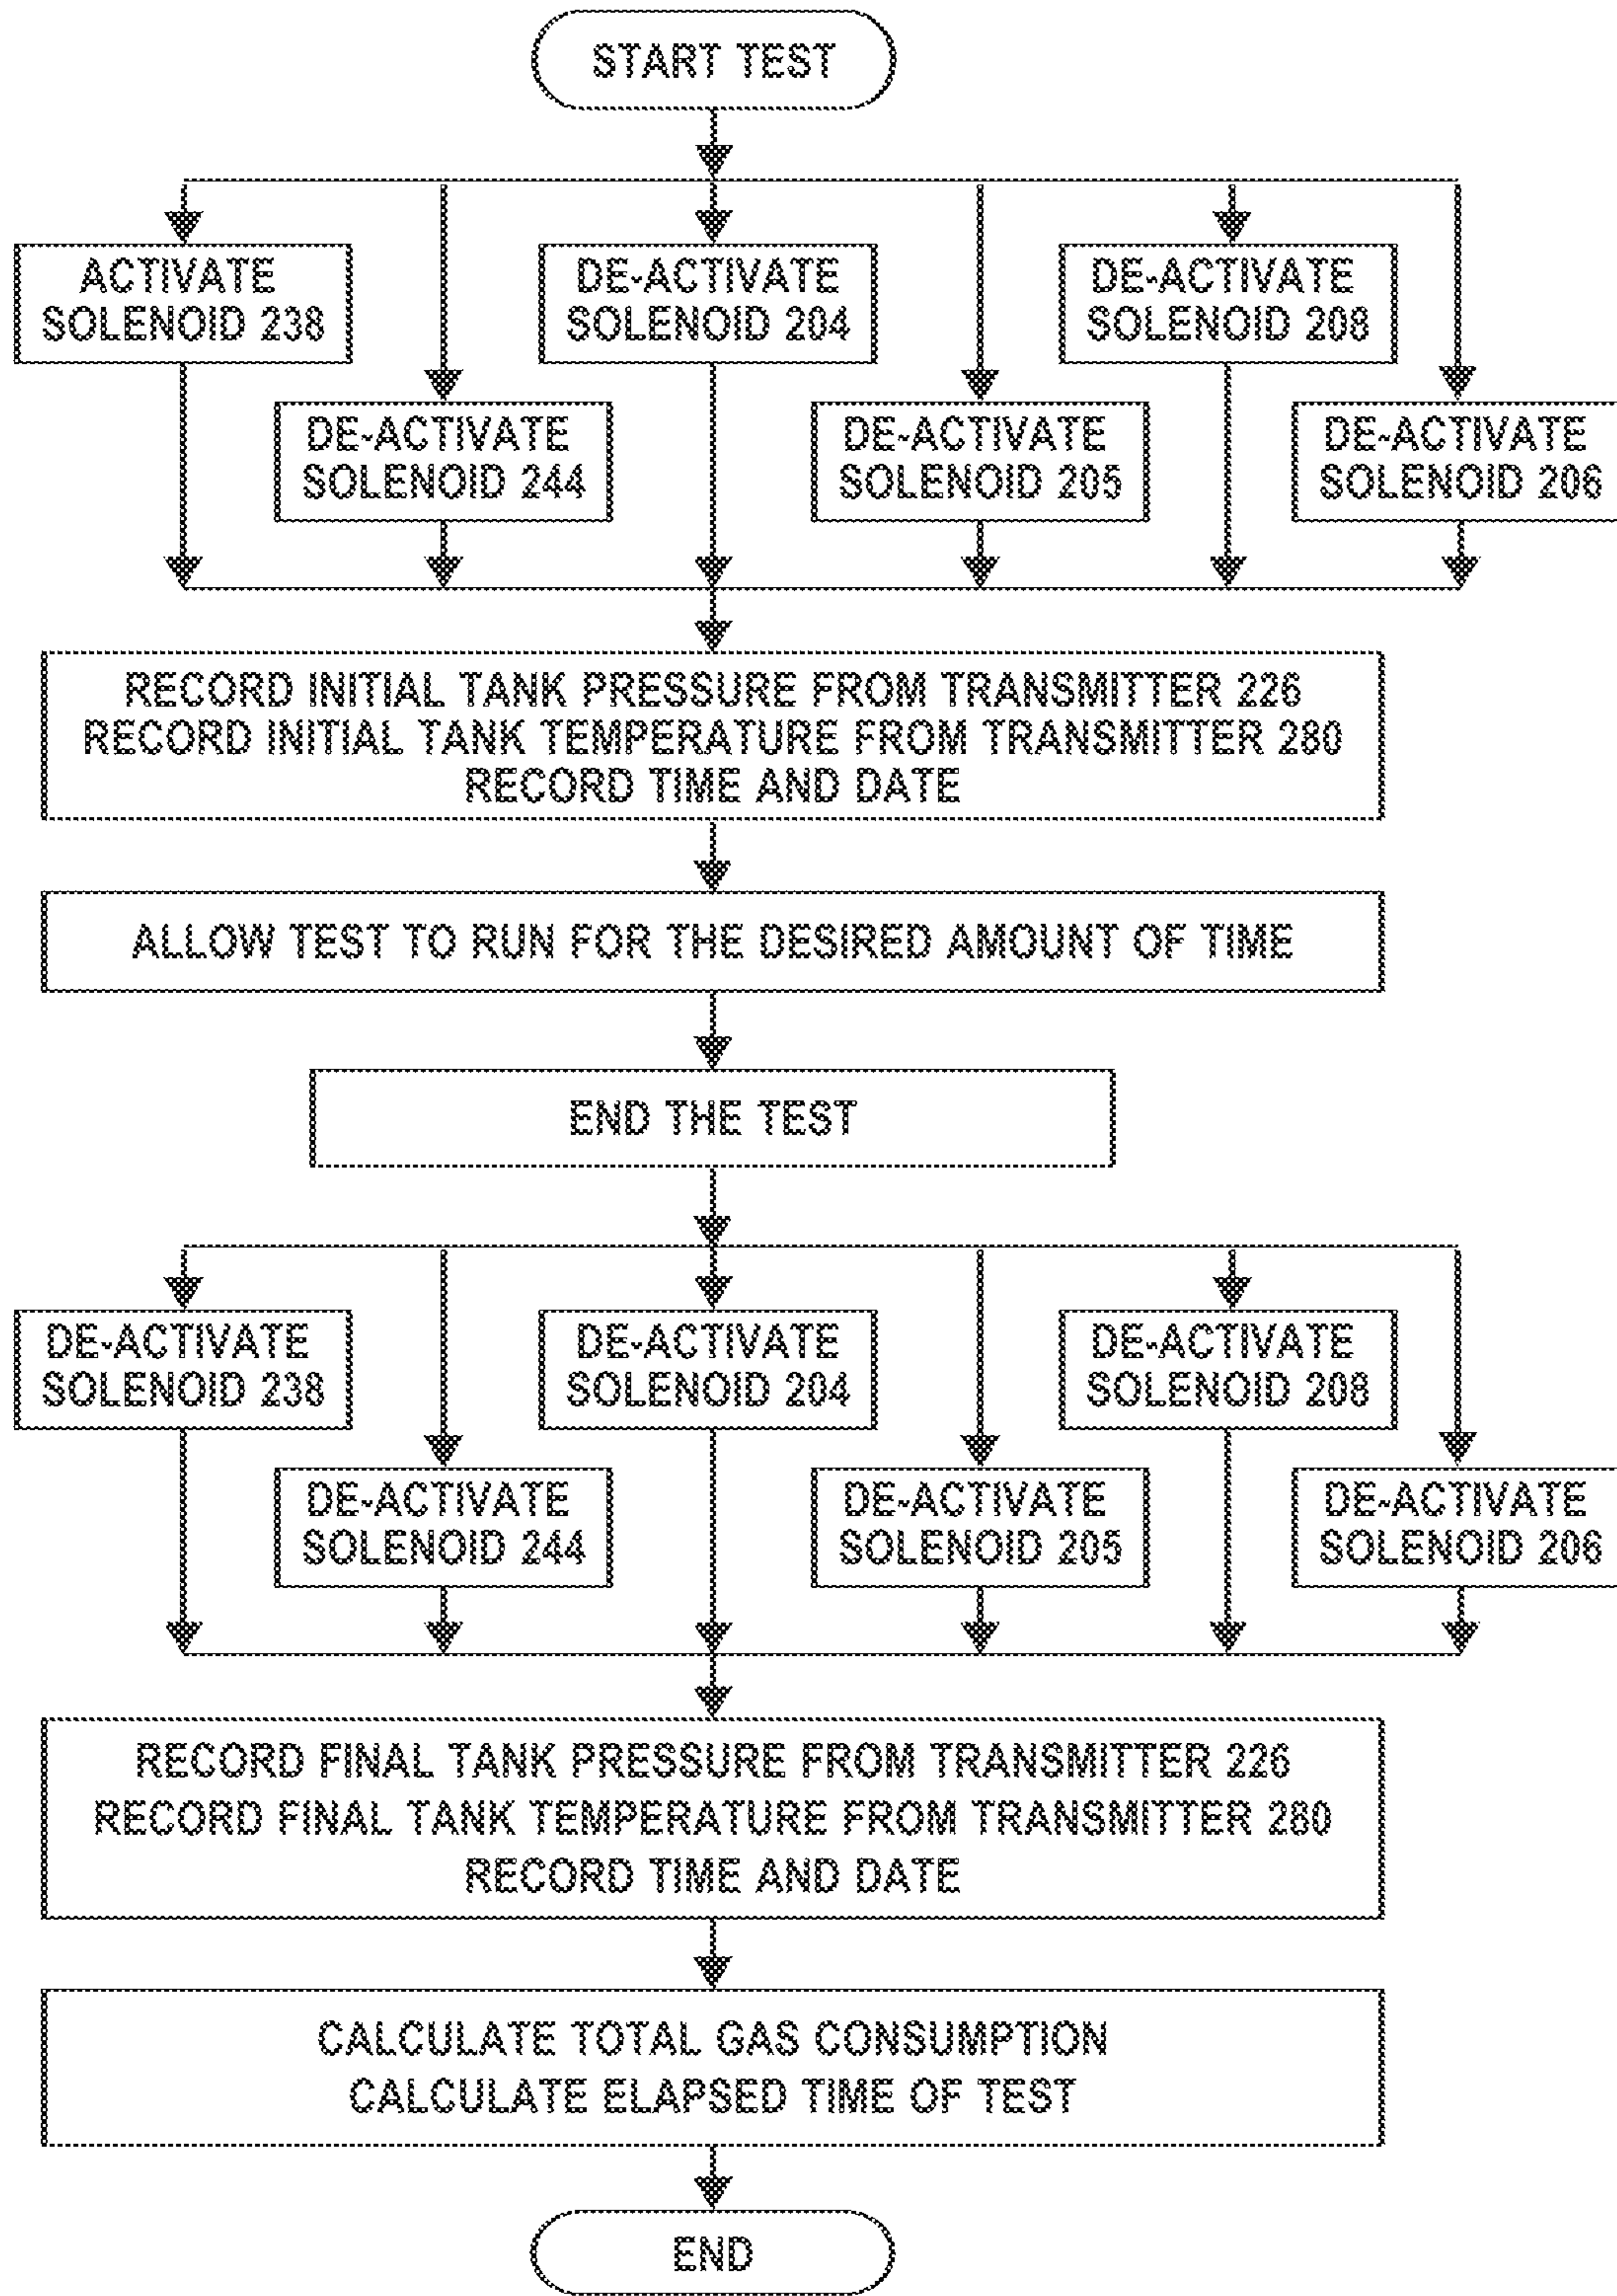 START TEST
ACTIVATE
SOLENOID 238
DE-ACTIVATE
SOLENOID 204
DE-ACTIVATE
SOLENOID 208
DE-ACTIVATE
SOLENOID 244
DE-ACTIVATE
SOLENOID 205
DE-ACTIVATE
SOLENOID 206
RECORD INITIAL TANK PRESSURE FROM TRANSMITTER 226
RECORD INITIAL TANK TEMPERATURE FROM TRANSMITTER 280
RECORD TIME AND DATE
ALLOW TEST TO RUN FOR THE DESIRED AMOUNT OF TIME
END THE TEST
DE-ACTIVATE
SOLENOID 238
DE-ACTIVATE
SOLENOID 204
DE-ACTIVATE
SOLENOID 208
DE-ACTIVATE
SOLENOID 244
DE-ACTIVATE
SOLENOID 205
DE-ACTIVATE
SOLENOID 206
RECORD FINAL TANK PRESSURE FROM TRANSMITTER 226
RECORD FINAL TANK TEMPERATURE FROM TRANSMITTER 280
RECORD TIME AND DATE
CALCULATE TOTAL GAS CONSUMPTION
CALCULATE ELAPSED TIME OF TEST
END